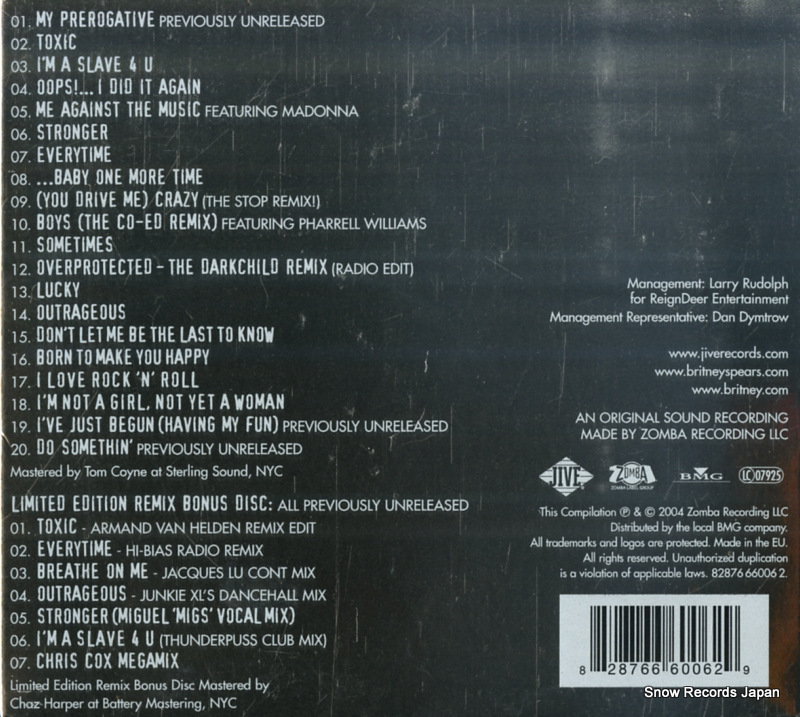 01. MY PREROGATIVE PREVIOUSLY UNRELEASED
02. TOXIC
03. I'M A SLAVE 4 U
04. OOPS!... I DID IT AGAIN
05. ME AGAINST THE MUSIC FEATURING MADONNA
06. STRONGER
07. EVERYTIME
08. ...BABY ONE MORE TIME
09. (YOU DRIVE ME) CRAZY (THE STOP REMIX!)
10. BOYS (THE CO-ED REMIX) FEATURING PHARRELL WILLIAMS
11. SOMETIMES
12. OVERPROTECTED - THE DARKCHILD REMIX (RADIO EDIT)
13. LUCKY
14. OUTRAGEOUS
15. DON'T LET ME BE THE LAST TO KNOW
16. BORN TO MAKE YOU HAPPY
17. I LOVE ROCK 'N' ROLL
18. I'M NOT A GIRL, NOT YET A WOMAN
19. I'VE JUST BEGUN (HAVING MY FUN) PREVIOUSLY UNRELEASED
20. DO SOMETHIN' PREVIOUSLY UNRELEASED
Mastered by Tom Coyne at Sterling Sound, NYC
LIMITED EDITION REMIX BONUS DISC: ALL PREVIOUSLY UNRELEASED
01. TOXIC - ARMAND VAN HELDEN REMIX EDIT
02. EVERYTIME - HI-BIAS RADIO REMIX
03. BREATHE ON ME - JACQUES LU CONT MIX
04. OUTRAGEOUS - JUNKIE XL'S DANCEHALL MIX
05. STRONGER (MIGUEL 'MIGS' VOCAL MIX)
06. I'M A SLAVE 4 U (THUNDERPUSS CLUB MIX)
07. CHRIS COX MEGAMIX
Limited Edition Remix Bonus Disc Mastered by
Chaz Harper at Battery Mastering, NYC
Management: Larry Rudolph
for ReignDeer Entertainment
Management Representative: Dan Dymtrow
www.jiverecords.com
www.britneyspears.com
www.britney.com
AN ORIGINAL SOUND RECORDING
MADE BY ZOMBA RECORDING LLC
JIVE ZOMBA BMG LC 07925
ZOMBA LABEL GROUP
This Compilation ℗ & © 2004 Zomba Recording LLC
Distributed by the local BMG company.
All trademarks and logos are protected. Made in the EU.
All rights reserved. Unauthorized duplication
is a violation of applicable laws. 82876 66006 2.
8 28766 60062 9
Snow Records Japan